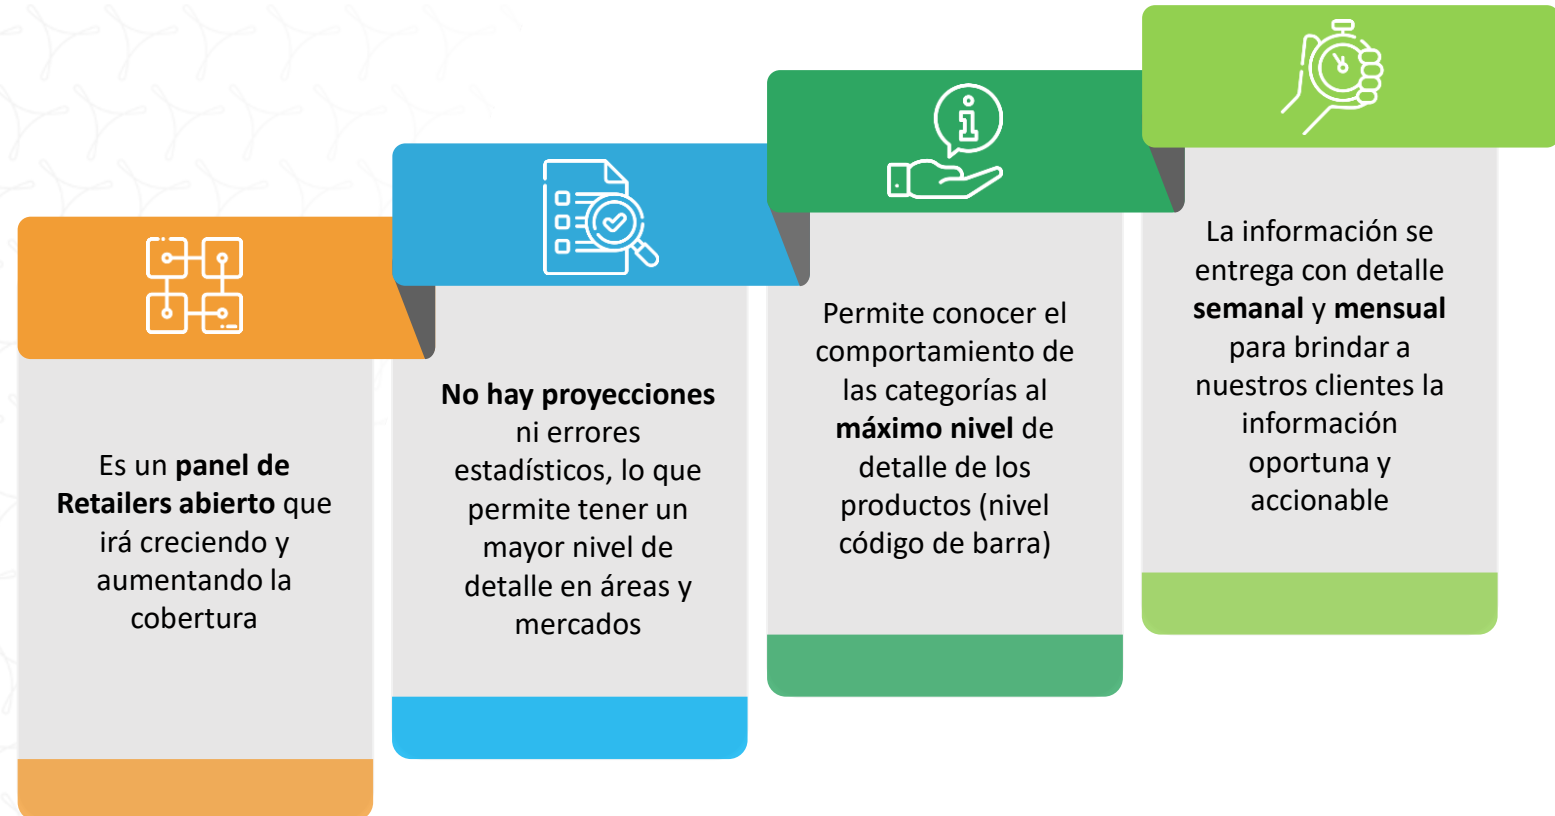 Es un panel de
Retailers abierto que
irá creciendo y
aumentando la
cobertura
No hay proyecciones
ni errores
estadísticos, lo que
permite tener un
mayor nivel de
detalle en áreas y
mercados
Permite conocer el
comportamiento de
las categorías al
máximo nivel de
detalle de los
productos (nivel
código de barra)
La información se
entrega con detalle
semanal y mensual
para brindar a
nuestros clientes la
información
oportuna y
accionable